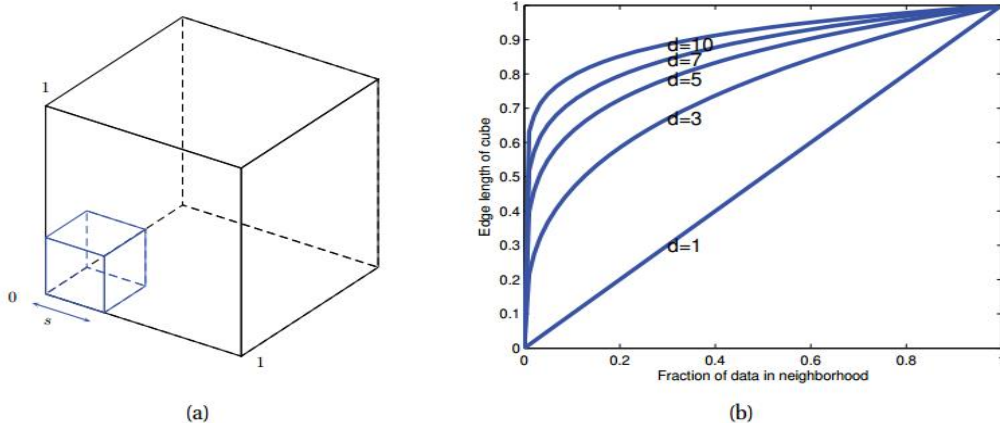 1
0
s
1
(a)
Edge length of cube
1
0.9
0.8
0.7
0.6
0.5
0.4
0.3
0.2
0.1
0
d=10
d=7
d=5
d=3
d=1
0 0.2 0.4 0.6 0.8 1
Fraction of data in neighborhood
(b)